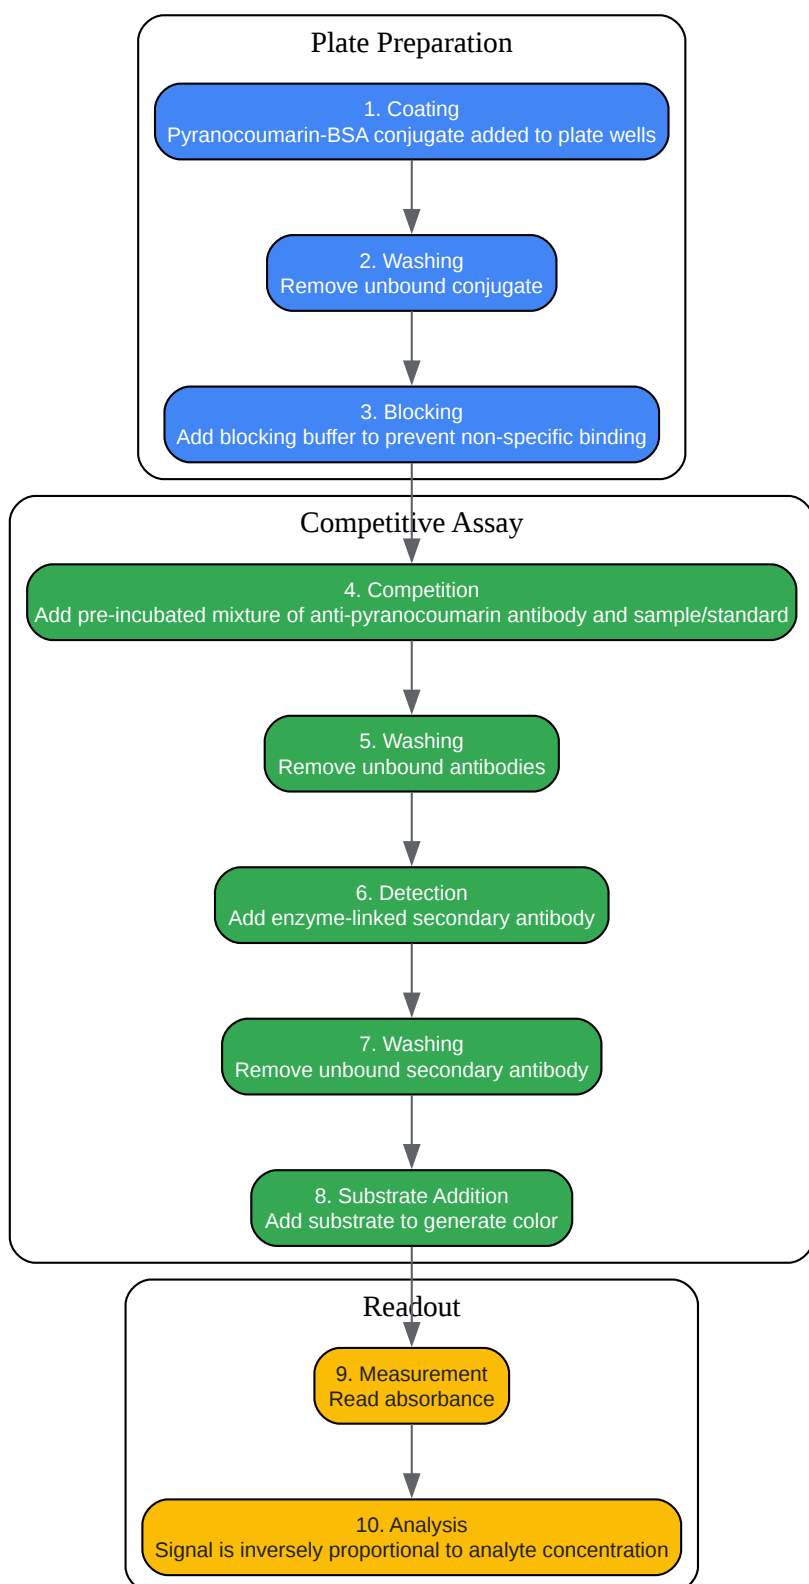 Plate Preparation
1. Coating
Pyranocoumarin-BSA conjugate added to plate wells
2. Washing
Remove unbound conjugate
3. Blocking
Add blocking buffer to prevent non-specific binding
Competitive Assay
4. Competition
Add pre-incubated mixture of anti-pyranocoumarin antibody and sample/standard
5. Washing
Remove unbound antibodies
6. Detection
Add enzyme-linked secondary antibody
7. Washing
Remove unbound secondary antibody
8. Substrate Addition
Add substrate to generate color
Readout
9. Measurement
Read absorbance
10. Analysis
Signal is inversely proportional to analyte concentration